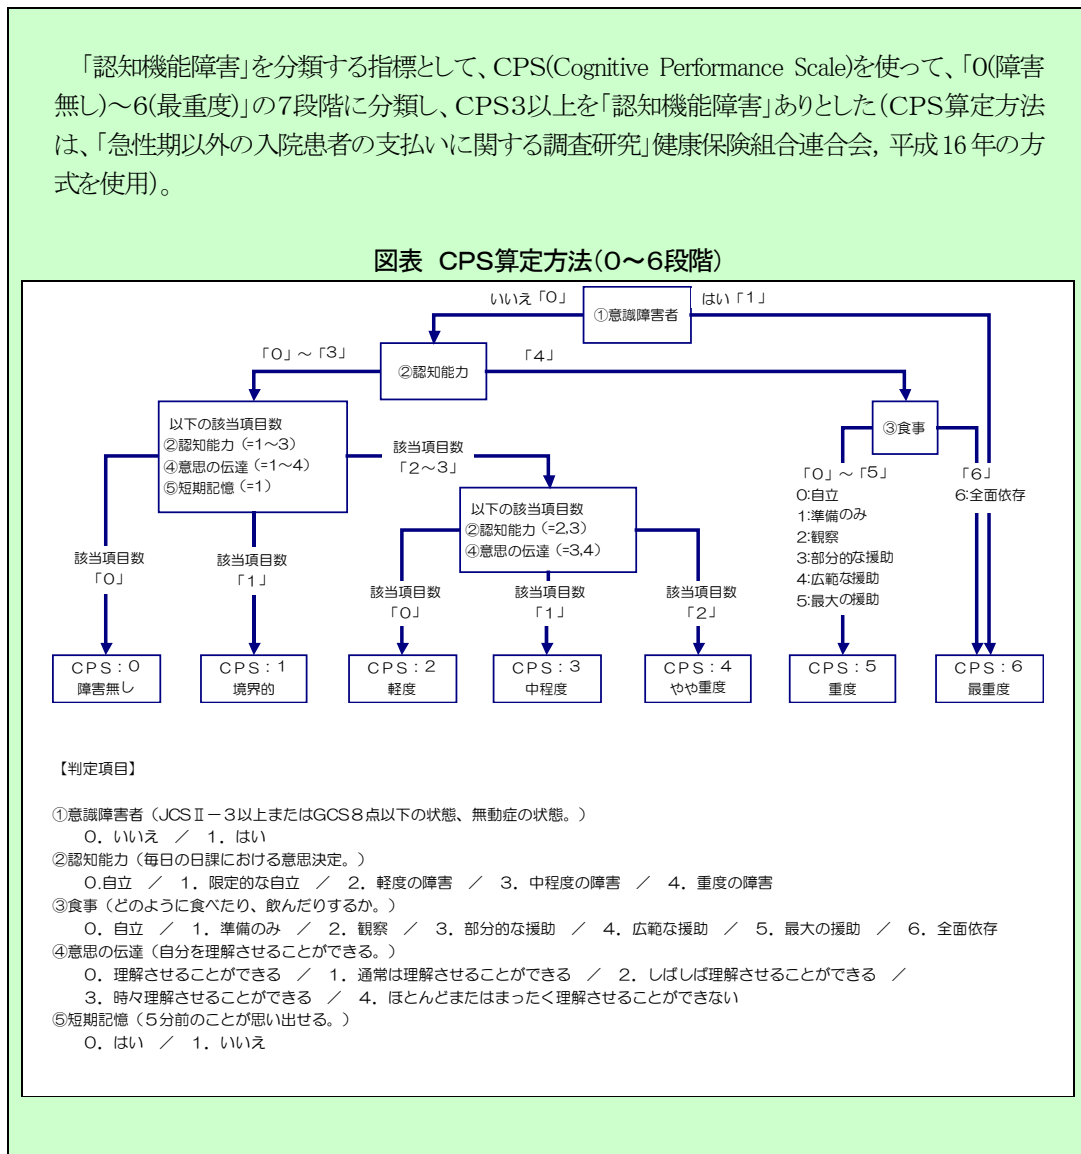 「認知機能障害」を分類する指標として、CPS(Cognitive Performance Scale)を使って、「0(障害
無し)～6(最重度)」の7段階に分類し、CPS3以上を「認知機能障害」ありとした(CPS算定方法
は、「急性期以外の入院患者の支払いに関する調査研究」健康保険組合連合会, 平成16年の方
式を使用)。
図表 CPS算定方法(0～6段階)
いいえ「0」
①意識障害者
はい「1」
「0」～「3」
②認知能力
「4」
以下の該当項目数
②認知能力 (=1～3)
④意思の伝達 (=1～4)
⑤短期記憶 (=1)
該当項目数
「2～3」
③食事
以下の該当項目数
②認知能力 (=2,3)
④意思の伝達 (=3,4)
「0」～「5」
0:自立
1:準備のみ
2:観察
3:部分的な援助
4:広範な援助
5:最大の援助
「6」
6:全面依存
該当項目数
「0」
該当項目数
「1」
該当項目数
「0」
該当項目数
「1」
該当項目数
「2」
CPS：0
障害無し
CPS：1
境界的
CPS：2
軽度
CPS：3
中程度
CPS：4
やや重度
CPS：5
重度
CPS：6
最重度
【判定項目】
①意識障害者（JCSⅡ－3以上またはGCS8点以下の状態、無動症の状態。）
0．いいえ ／ 1．はい
②認知能力（毎日の日課における意思決定。）
0.自立 ／ 1．限定的な自立 ／ 2．軽度の障害 ／ 3．中程度の障害 ／ 4．重度の障害
③食事（どのように食べたり、飲んだりするか。）
0．自立 ／ 1．準備のみ ／ 2．観察 ／ 3．部分的な援助 ／ 4．広範な援助 ／ 5．最大の援助 ／ 6．全面依存
④意思の伝達（自分を理解させることができる。）
0．理解させることができる ／ 1．通常は理解させることができる ／ 2．しばしば理解させることができる ／
3．時々理解させることができる ／ 4．ほとんどまたはまったく理解させることができない
⑤短期記憶（5分前のことが思い出せる。）
0．はい ／ 1．いいえ